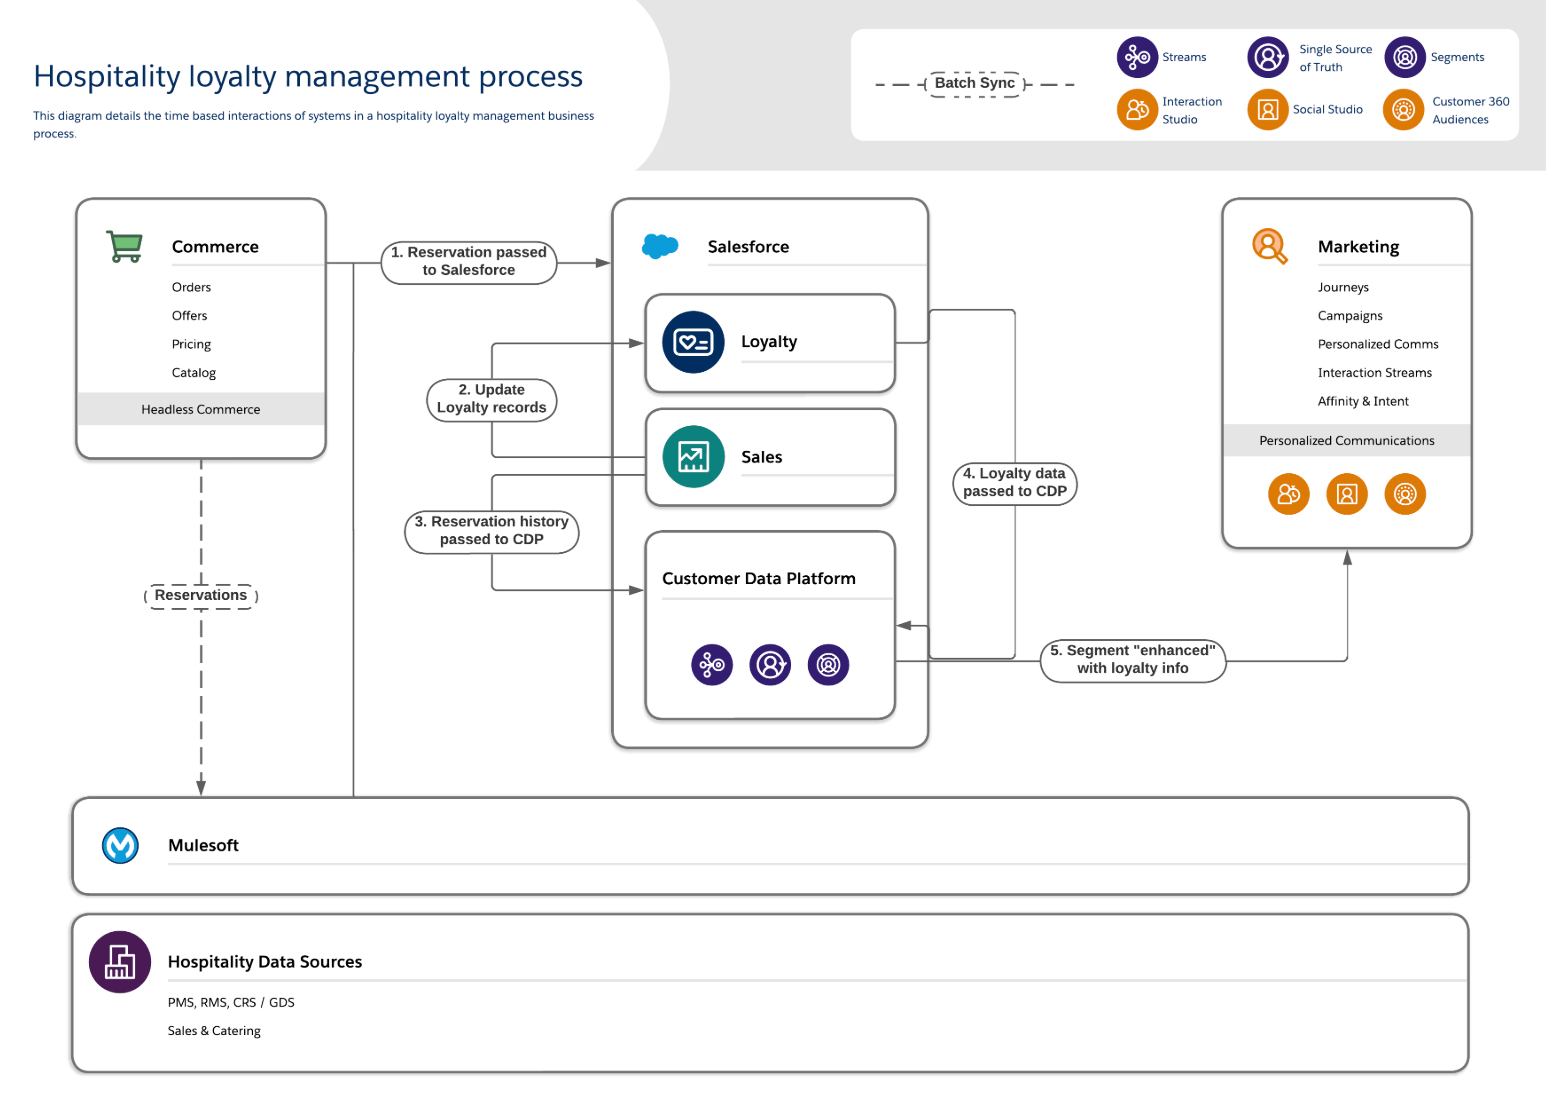 Hospitality loyalty management process
This diagram details the time based interactions of systems in a hospitality loyalty management business
process.
Batch Sync
Streams
Single Source
of Truth
Segments
Interaction
Studio
Social Studio
Customer 360
Audiences
Commerce
Orders
Offers
Pricing
Catalog
Headless Commerce
1. Reservation passed
to Salesforce
Salesforce
Loyalty
2. Update
Loyalty records
Sales
3. Reservation history
passed to CDP
Customer Data Platform
4. Loyalty data
passed to CDP
5. Segment "enhanced"
with loyalty info
Marketing
Journeys
Campaigns
Personalized Comms
Interaction Streams
Affinity & Intent
Personalized Communications
Reservations
Mulesoft
Hospitality Data Sources
PMS, RMS, CRS / GDS
Sales & Catering